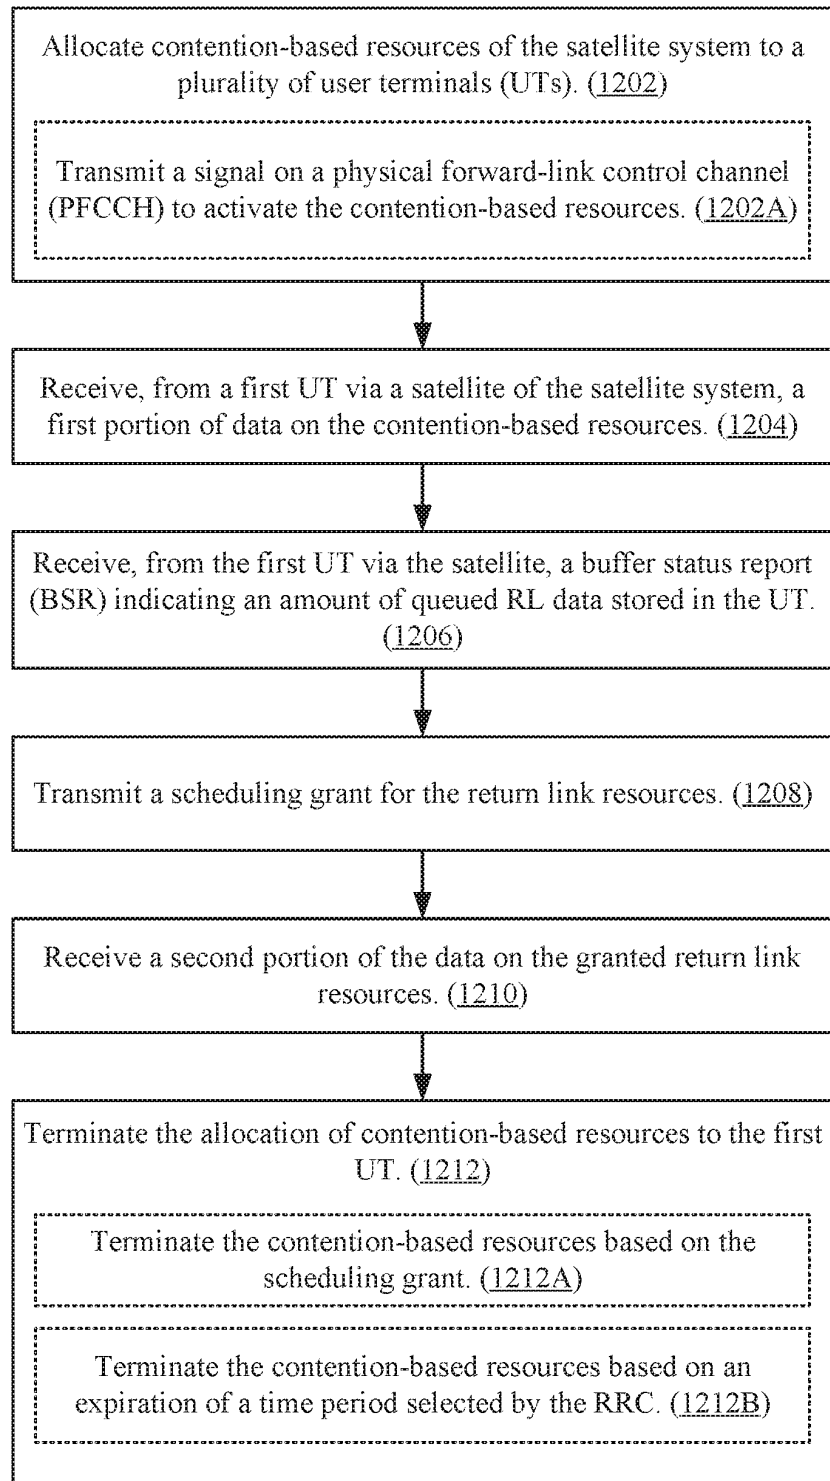 Allocate contention-based resources of the satellite system to a
plurality of user terminals (UTs). (1202)
Transmit a signal on a physical forward-link control channel
(PFCCH) to activate the contention-based resources. (1202A)
Receive, from a first UT via a satellite of the satellite system, a
first portion of data on the contention-based resources. (1204)
Receive, from the first UT via the satellite, a buffer status report
(BSR) indicating an amount of queued RL data stored in the UT.
(1206)
Transmit a scheduling grant for the return link resources. (1208)
Receive a second portion of the data on the granted return link
resources. (1210)
Terminate the allocation of contention-based resources to the first
UT. (1212)
Terminate the contention-based resources based on the
scheduling grant. (1212A)
Terminate the contention-based resources based on an
expiration of a time period selected by the RRC. (1212B)